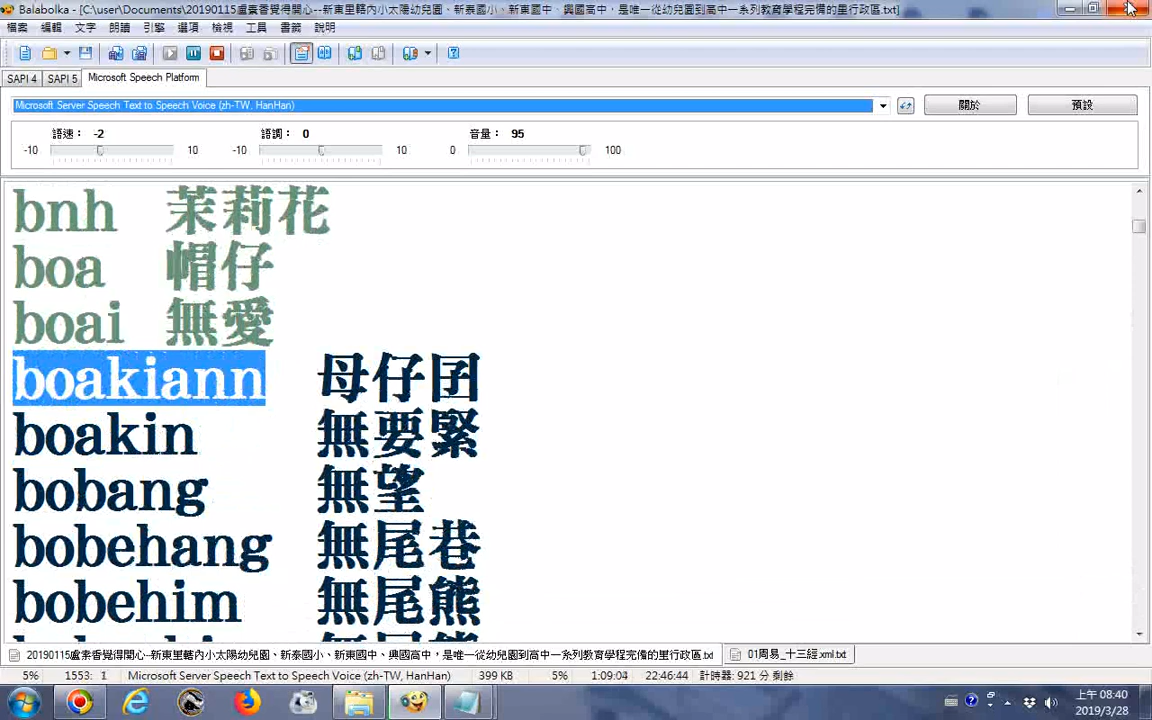 Balabolka - [C:\user\Documents\20190115盧素香覺得開心--新東里轄內小太陽幼兒園、新泰國小、新東國中、興國高中，是唯一從幼兒園到高中一系列教育學程完備的里行政區.txt]
檔案 編輯 文字 朗讀 引擎 選項 檢視 工具 書籤 說明
SAPI 4 SAPI 5 Microsoft Speech Platform
Microsoft Server Speech Text to Speech Voice (zh-TW, HanHan) 關於 預設
語速： -2 語調： 0 音量： 95
-10 10 -10 10 0 100
bnh 茉莉花
boa 帽仔
boai 無愛
boakiann 母仔囝
boakin 無要緊
bobang 無望
bobehang 無尾巷
bobehim 無尾熊
20190115盧素香覺得開心--新東里轄內小太陽幼兒園、新泰國小、新東國中、興國高中，是唯一從幼兒園到高中一系列教育學程完備的里行政區.txt 01周易_十三經.txt
5% 1553: 1 Microsoft Server Speech Text to Speech Voice (zh-TW, HanHan) 399 KB 5% 1:09:04 22:46:44 計時器: 921 分 剩餘
上午 08:40
2019/3/28